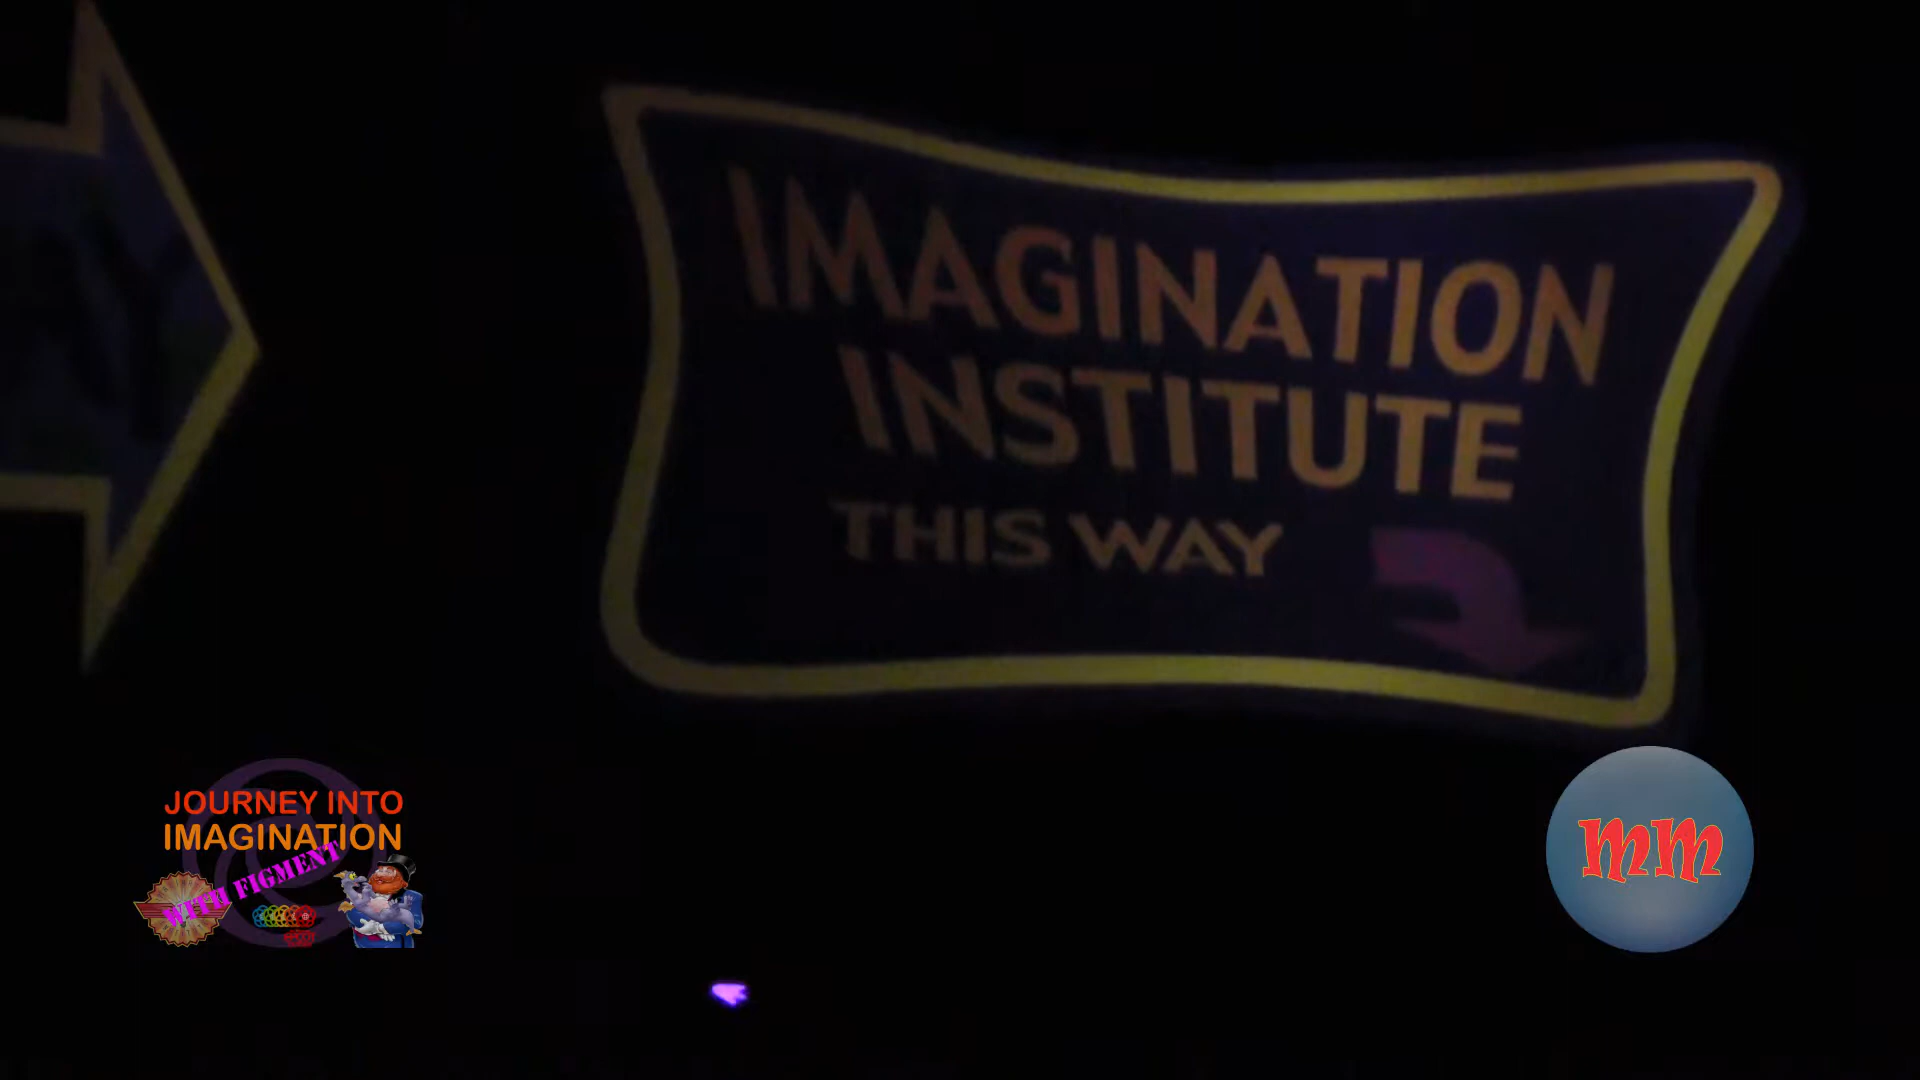 IMAGINATION
INSTITUTE
THIS WAY
JOURNEY INTO
IMAGINATION
WITH FIGMENT
mm